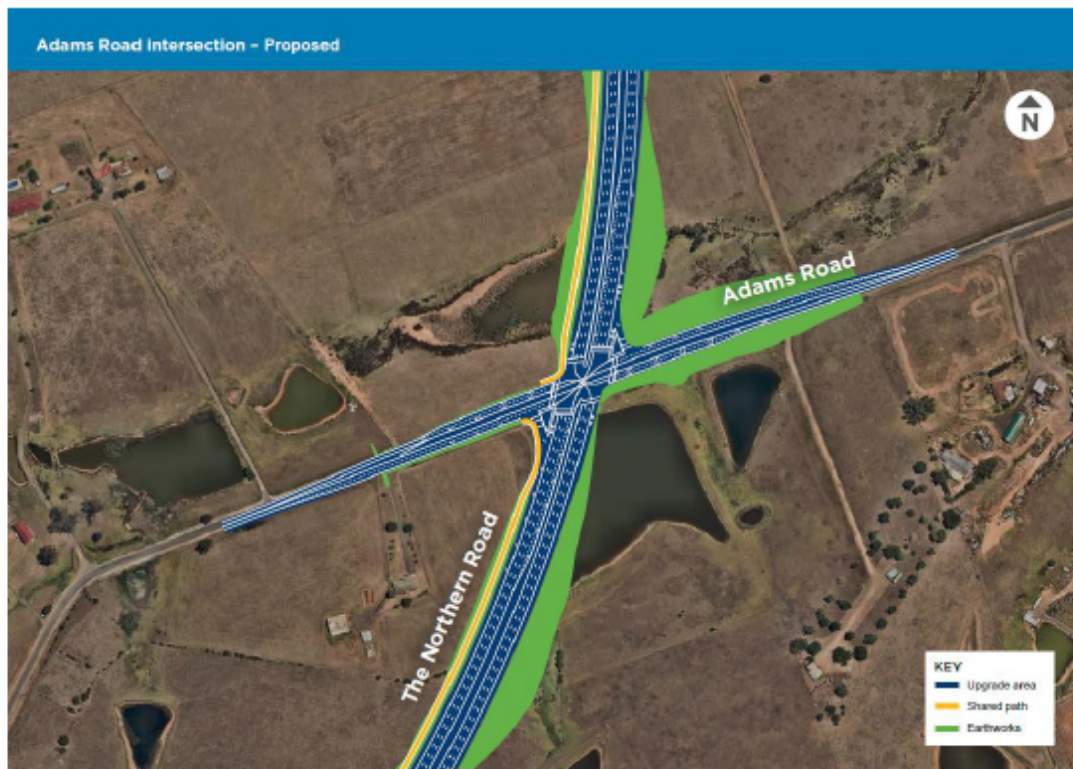 Adams Road intersection – Proposed
N
Adams Road
The Northern Road
KEY
Upgrade area
Shared path
Earthworks